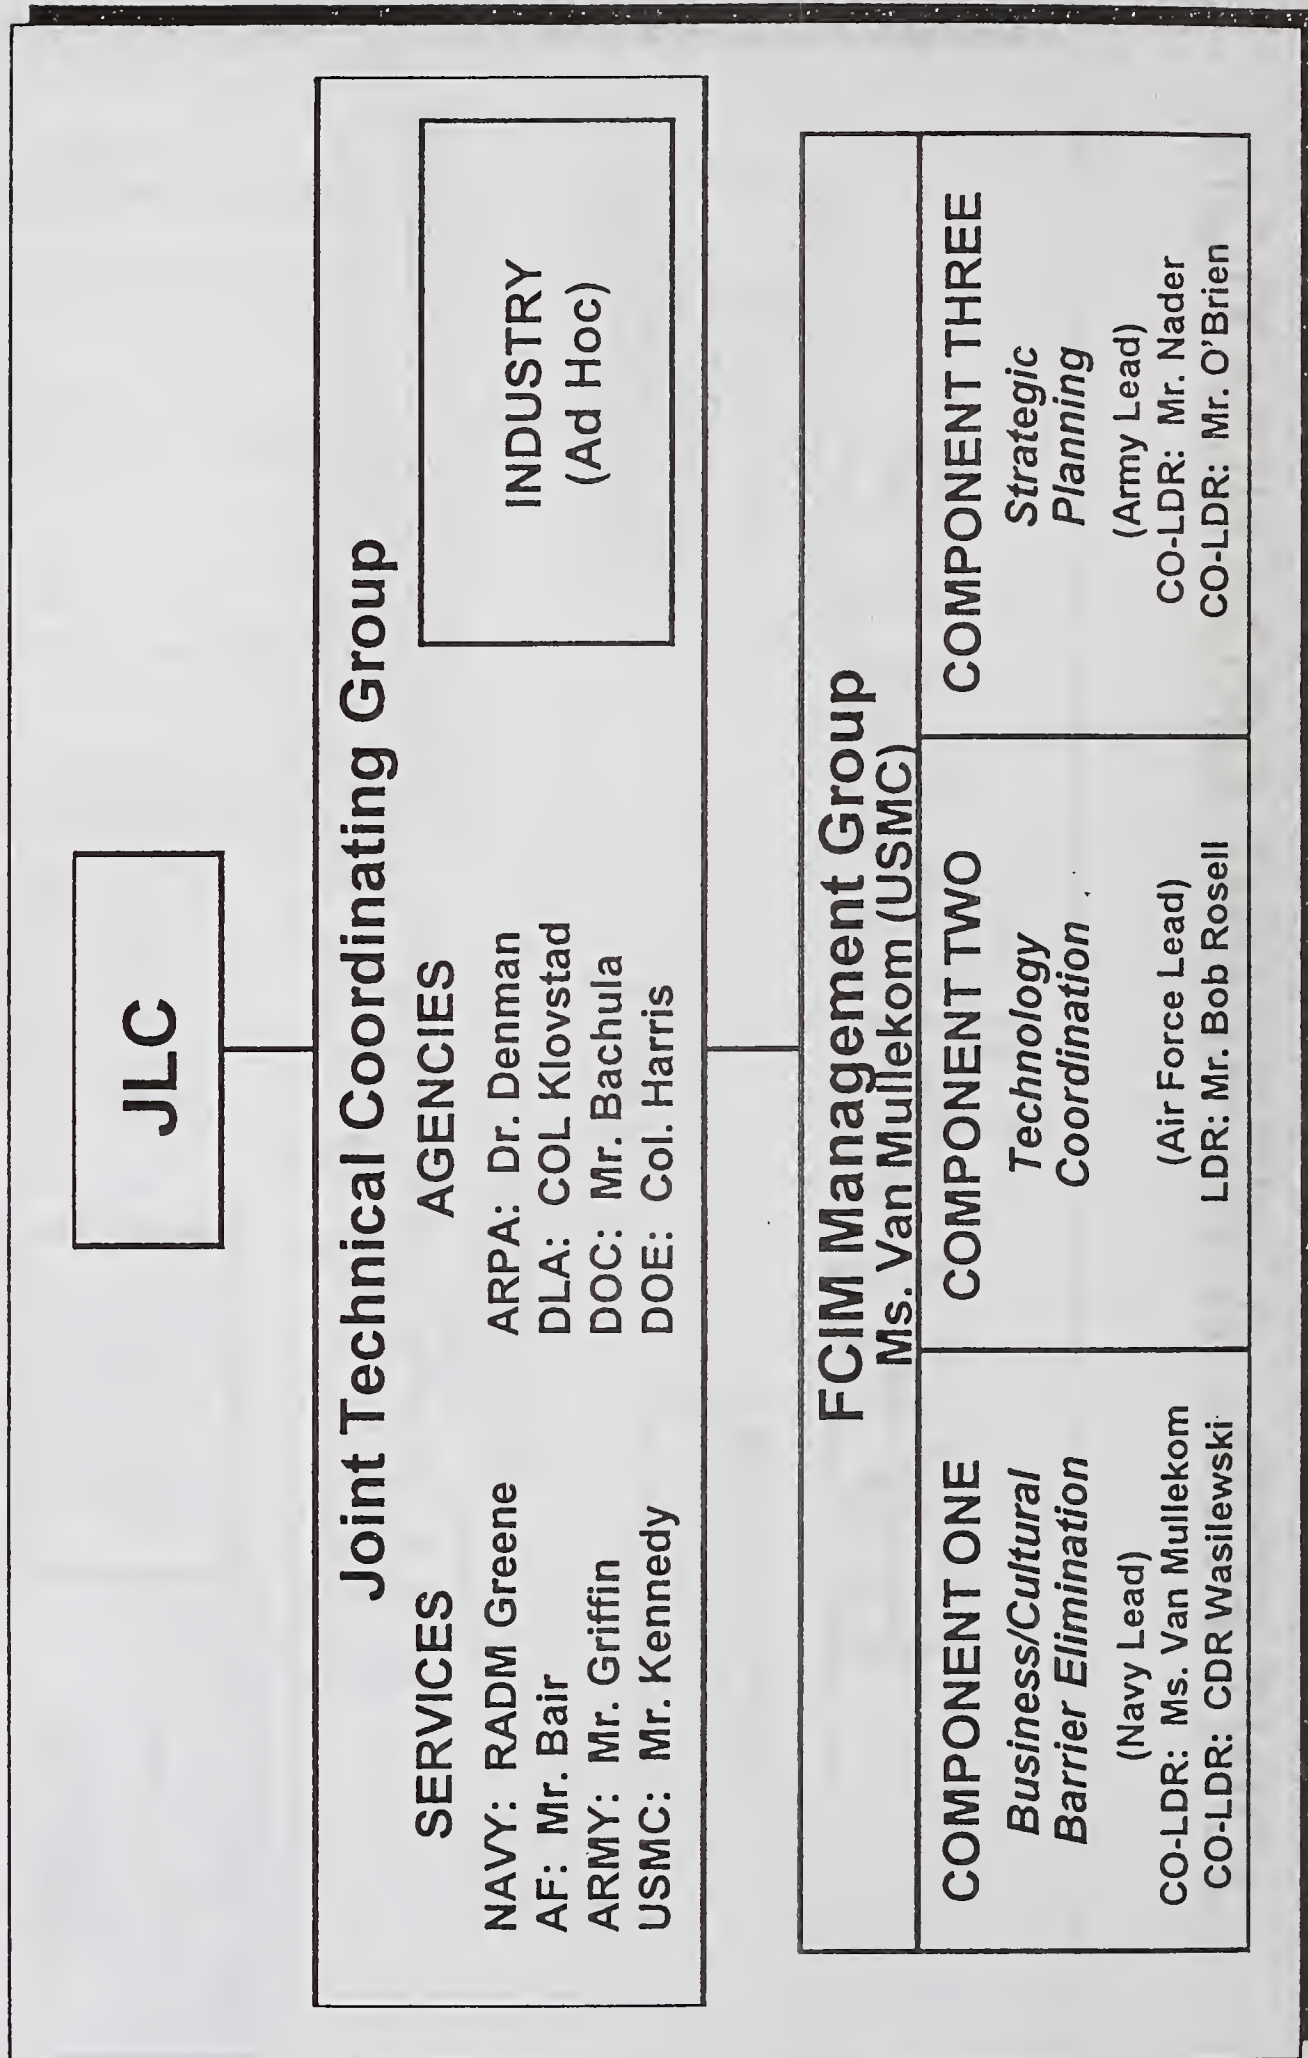 JLC
Joint Technical Coordinating Group
SERVICES
NAVY: RADM Greene
AF: Mr. Bair
ARMY: Mr. Griffin
USMC: Mr. Kennedy
AGENCIES
ARPA: Dr. Denman
DLA: COL Klovstad
DOC: Mr. Bachula
DOE: Col. Harris
INDUSTRY
(Ad Hoc)
FCIM Management Group
Ms. Van Mullekom (USMC)
COMPONENT ONE
Business/Cultural
Barrier Elimination
(Navy Lead)
CO-LDR: Ms. Van Mullekom
CO-LDR: CDR Wasilewski
COMPONENT TWO
Technology
Coordination
(Air Force Lead)
LDR: Mr. Bob Rosell
COMPONENT THREE
Strategic
Planning
(Army Lead)
CO-LDR: Mr. Nader
CO-LDR: Mr. O'Brien